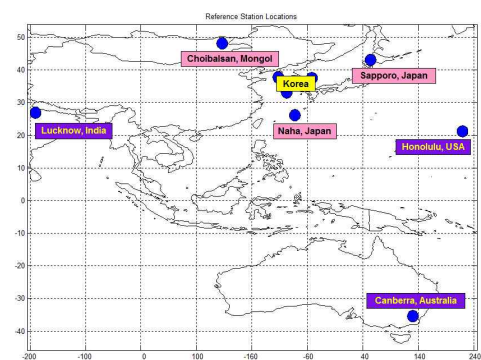 Reference Station Locations
50
Choibalsan, Mongol
Sapporo, Japan
40
Korea
30
Lucknow, India
Naha, Japan
Honolulu, USA
20
10
0
-10
-20
-30
Canberra, Australia
-40
-200 -100 0 100 -160 -60 40 140 240